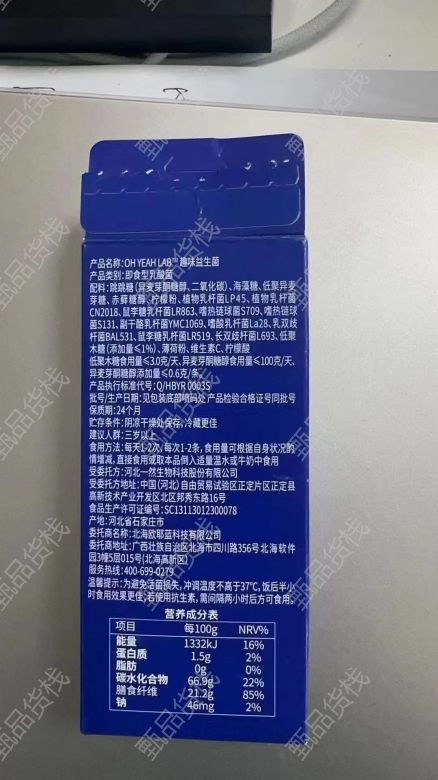 产品名称:OH YEAH LAB™趣味益生菌
产品类别:即食型乳酸菌
配料:跳跳糖(异麦芽酮糖醇、二氧化碳)、海藻糖、低聚异麦
芽糖、赤藓糖醇、柠檬粉、植物乳杆菌LP45、植物乳杆菌
CN2018、鼠李糖乳杆菌LR863、嗜热链球菌S709、嗜热链球
菌S131、副干酪乳杆菌YMC1069、嗜酸乳杆菌La28、乳双歧
杆菌BAL531、鼠李糖乳杆菌LR519、长双歧杆菌L693、低聚
木糖(添加量≤1%)、薄荷粉、维生素C、柠檬酸
低聚木糖食用量≤3.0克/天、异麦芽酮糖醇食用量≤100克/天、
异麦芽酮糖醇添加量≤0.6克/条。
产品执行标准代号:Q/HBYR 0003S
批号/生产日期:见包装底部喷码处 产品检验合格证号同批号
保质期:24个月
贮存条件:阴凉干燥处保存,冷藏更佳
建议人群:三岁以上
食用方法:每天1-2次,每次1-2条,食用量可根据自身状况酌
情增减,直接食用或取本品倒入适量温水或牛奶中食用
受委托方:河北一然生物科技股份有限公司
受委托方地址:中国(河北)自由贸易试验区正定片区正定县
高新技术产业开发区北区邦秀东路16号
食品生产许可证编号:SC13113012300078
产地:河北省石家庄市
委托商名称:北海欧耶蓝科技有限公司
委托商地址:广西壮族自治区北海市四川路356号北海软件
园3幢5层015号(北海高新区)
服务热线:400-699-0279
温馨提示:为避免活菌损失,冲调温度不高于37℃,饭后半小
时食用效果更佳;若使用抗生素,需间隔两小时后方可食用。
营养成分表
项目 每100g NRV%
能量 1332kJ 16%
蛋白质 1.5g 2%
脂肪 0g 0%
碳水化合物 66.9g 22%
膳食纤维 21.2g 85%
钠 46mg 2%
甄品货栈